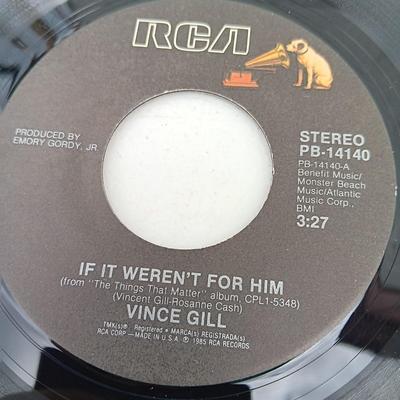 RCA
PRODUCED BY
EMORY GORDY, JR
STEREO
PB-14140
PB-14140-A
Benefit Music/
Monster Beach
Music/Atlantic
Music Corp.,
BMI
3:27
IF IT WEREN'T FOR HIM
(from "The Things That Matter" album, CPL1-5348)
(Vincent Gill-Rosanne Cash)
VINCE GILL
TMK(s)® Registered • MARCA(s) REGISTRADA(s)
RCA CORP—MADE IN U.S.A. ℗ 1985 RCA RECORDS